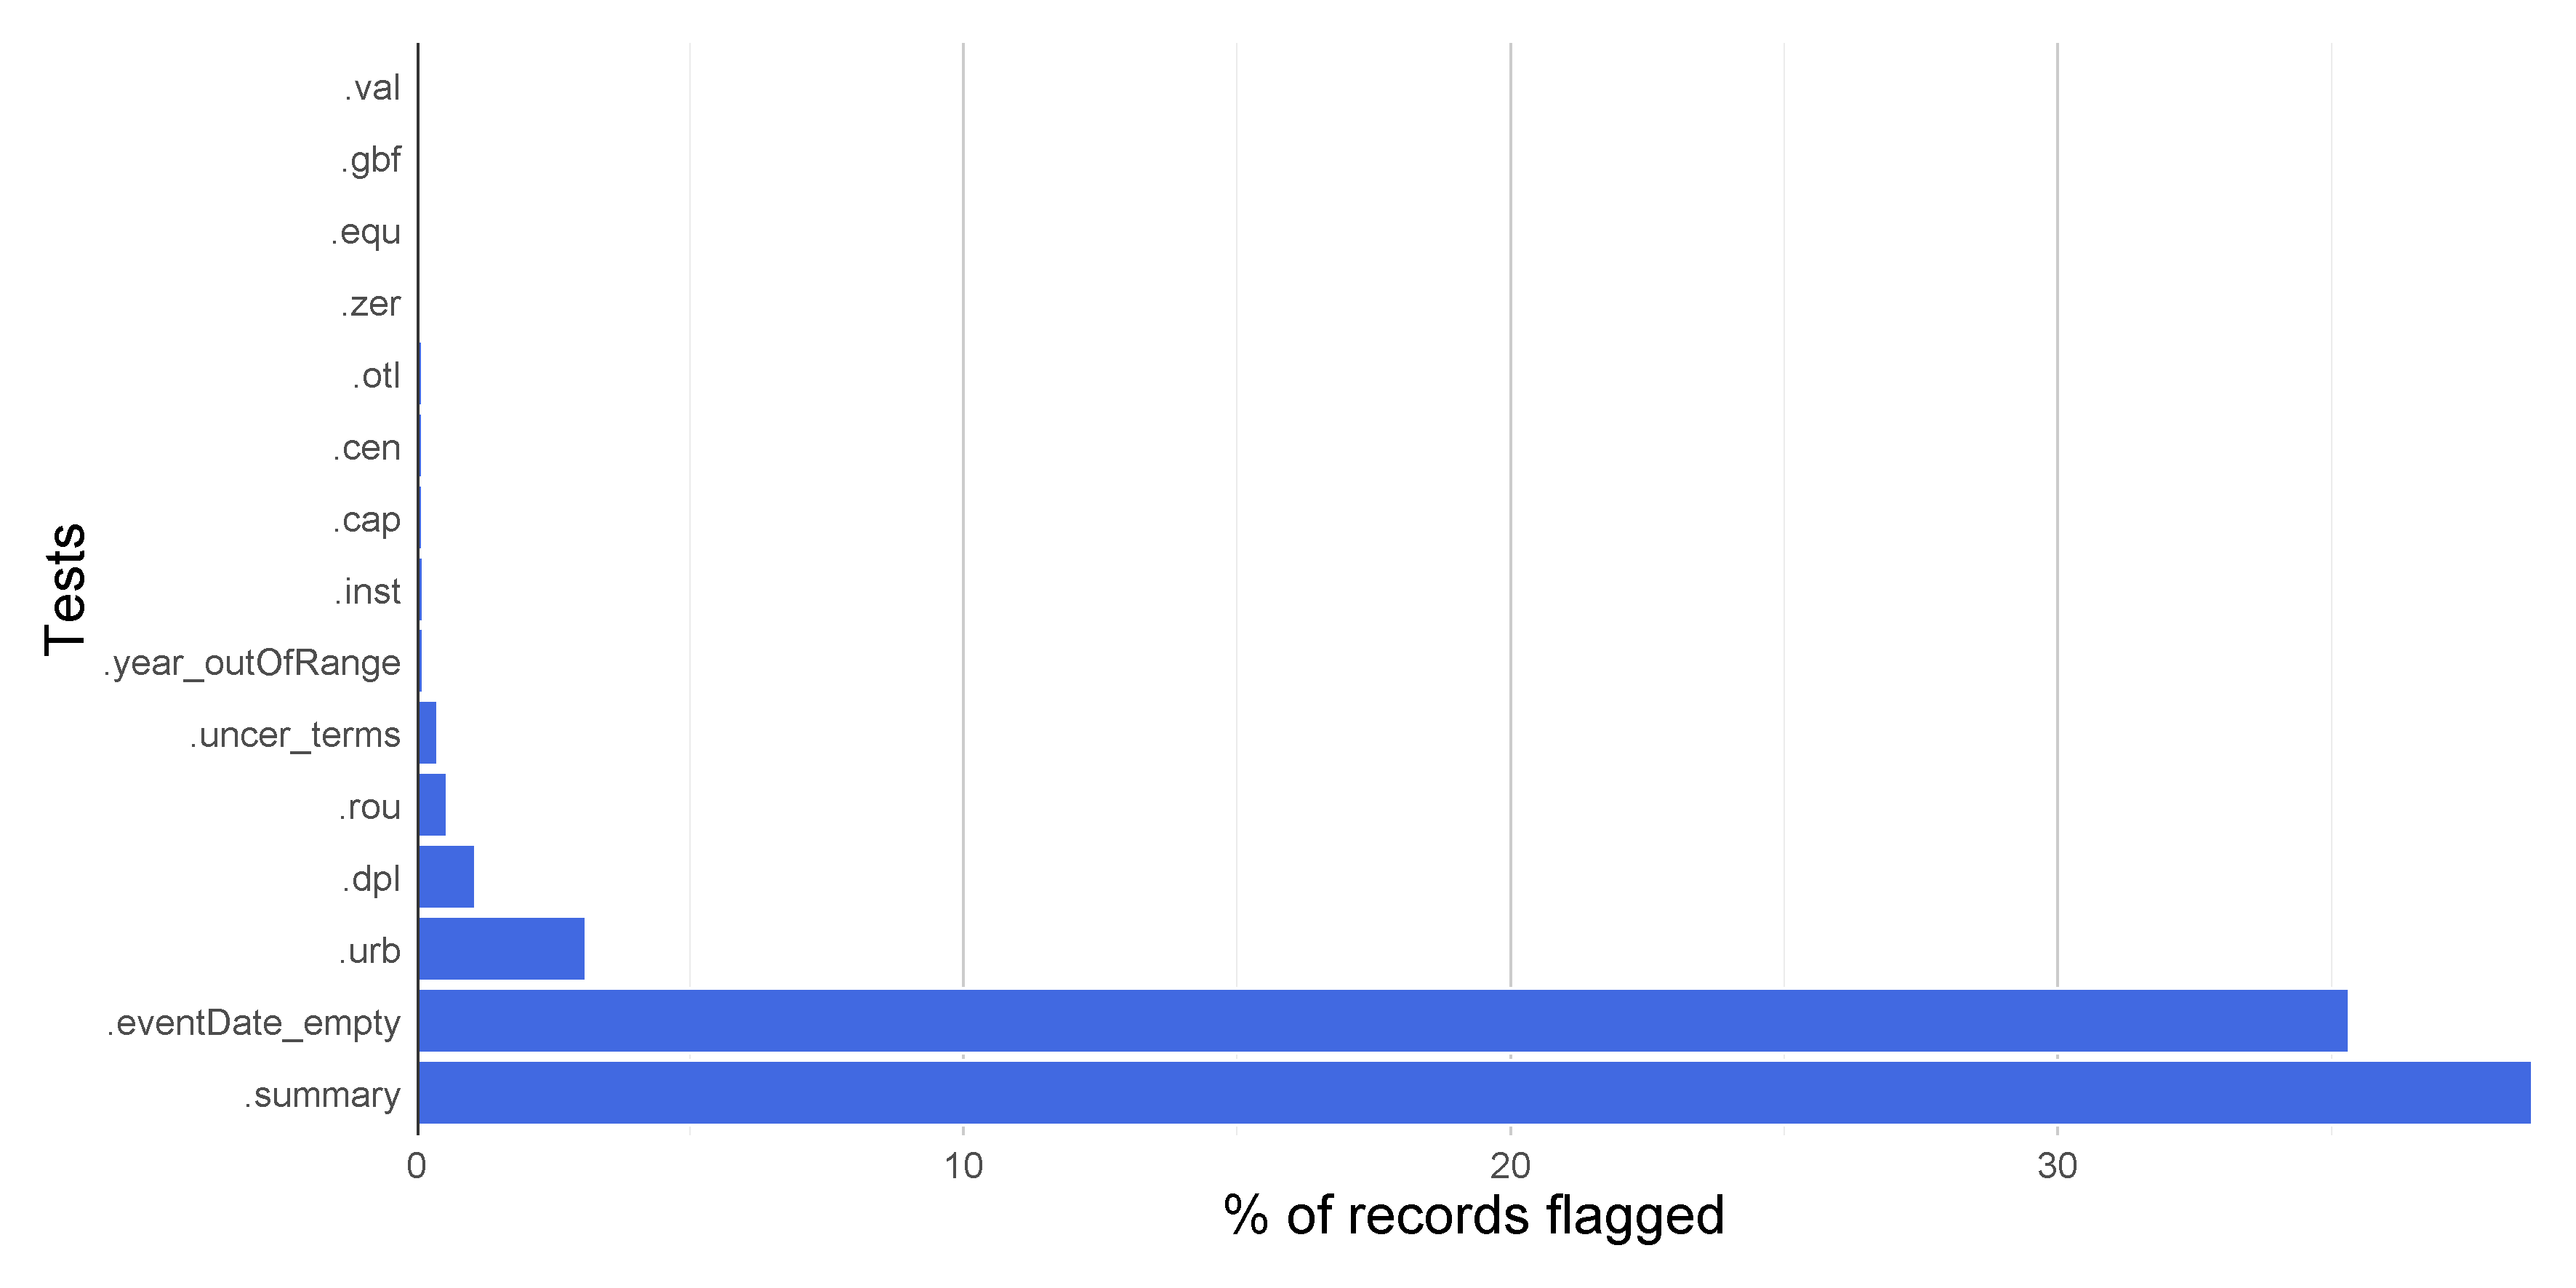 Tests
.val
.gbf
.equ
.zer
.otl
.cen
.cap
.inst
.year_outOfRange
.uncer_terms
.rou
.dpl
.urb
.eventDate_empty
.summary
0 10 20 30
% of records flagged